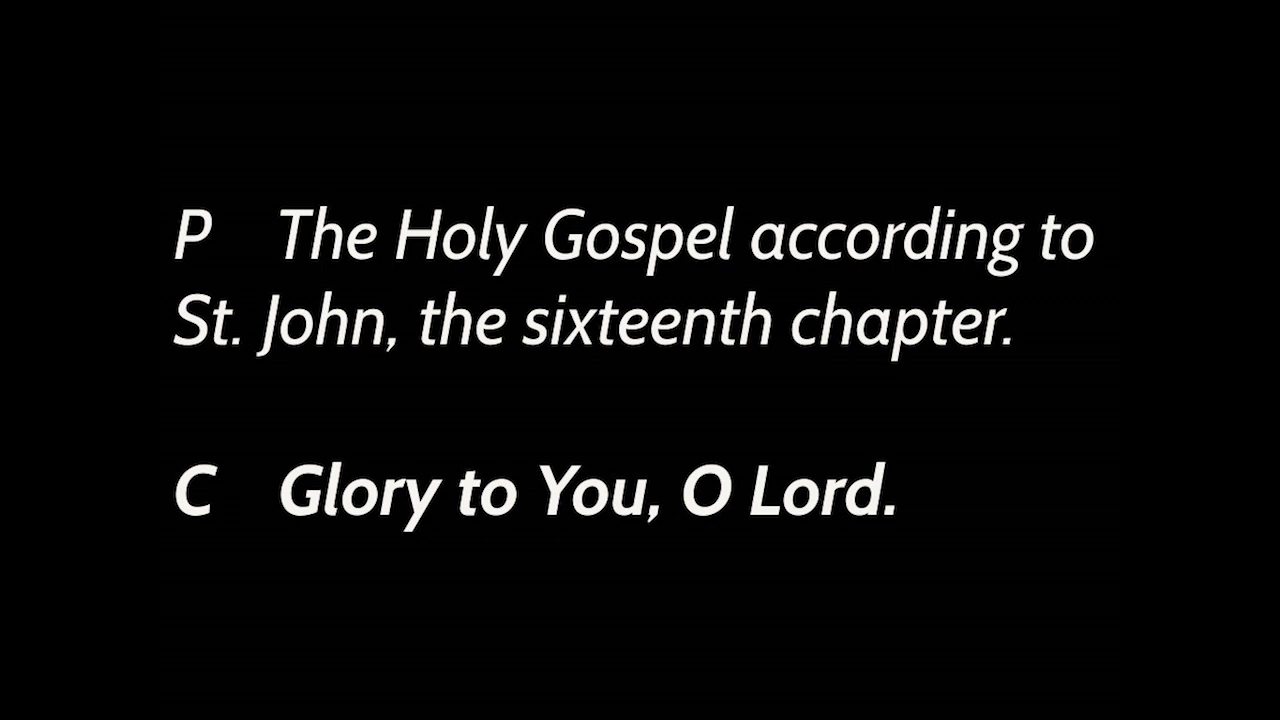 P The Holy Gospel according to
St. John, the sixteenth chapter.
C Glory to You, O Lord.